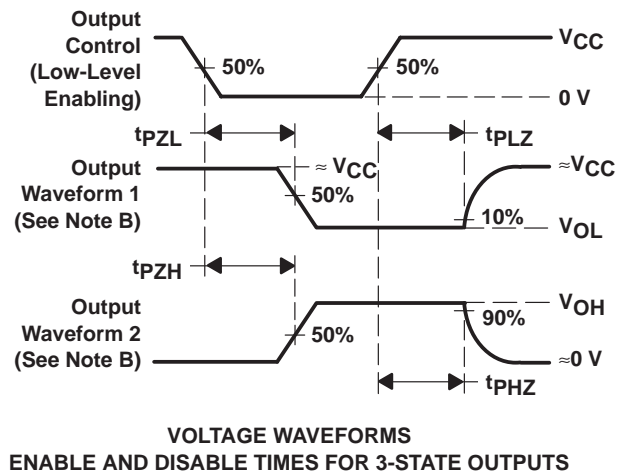 Output
Control
(Low-Level
Enabling)
50%
50%
VCC
0 V
tPZL
tPLZ
Output
Waveform 1
(See Note B)
≈ VCC
50%
≈VCC
10%
VOL
tPZH
Output
Waveform 2
(See Note B)
50%
VOH
90%
≈0 V
tPHZ
VOLTAGE WAVEFORMS
ENABLE AND DISABLE TIMES FOR 3-STATE OUTPUTS